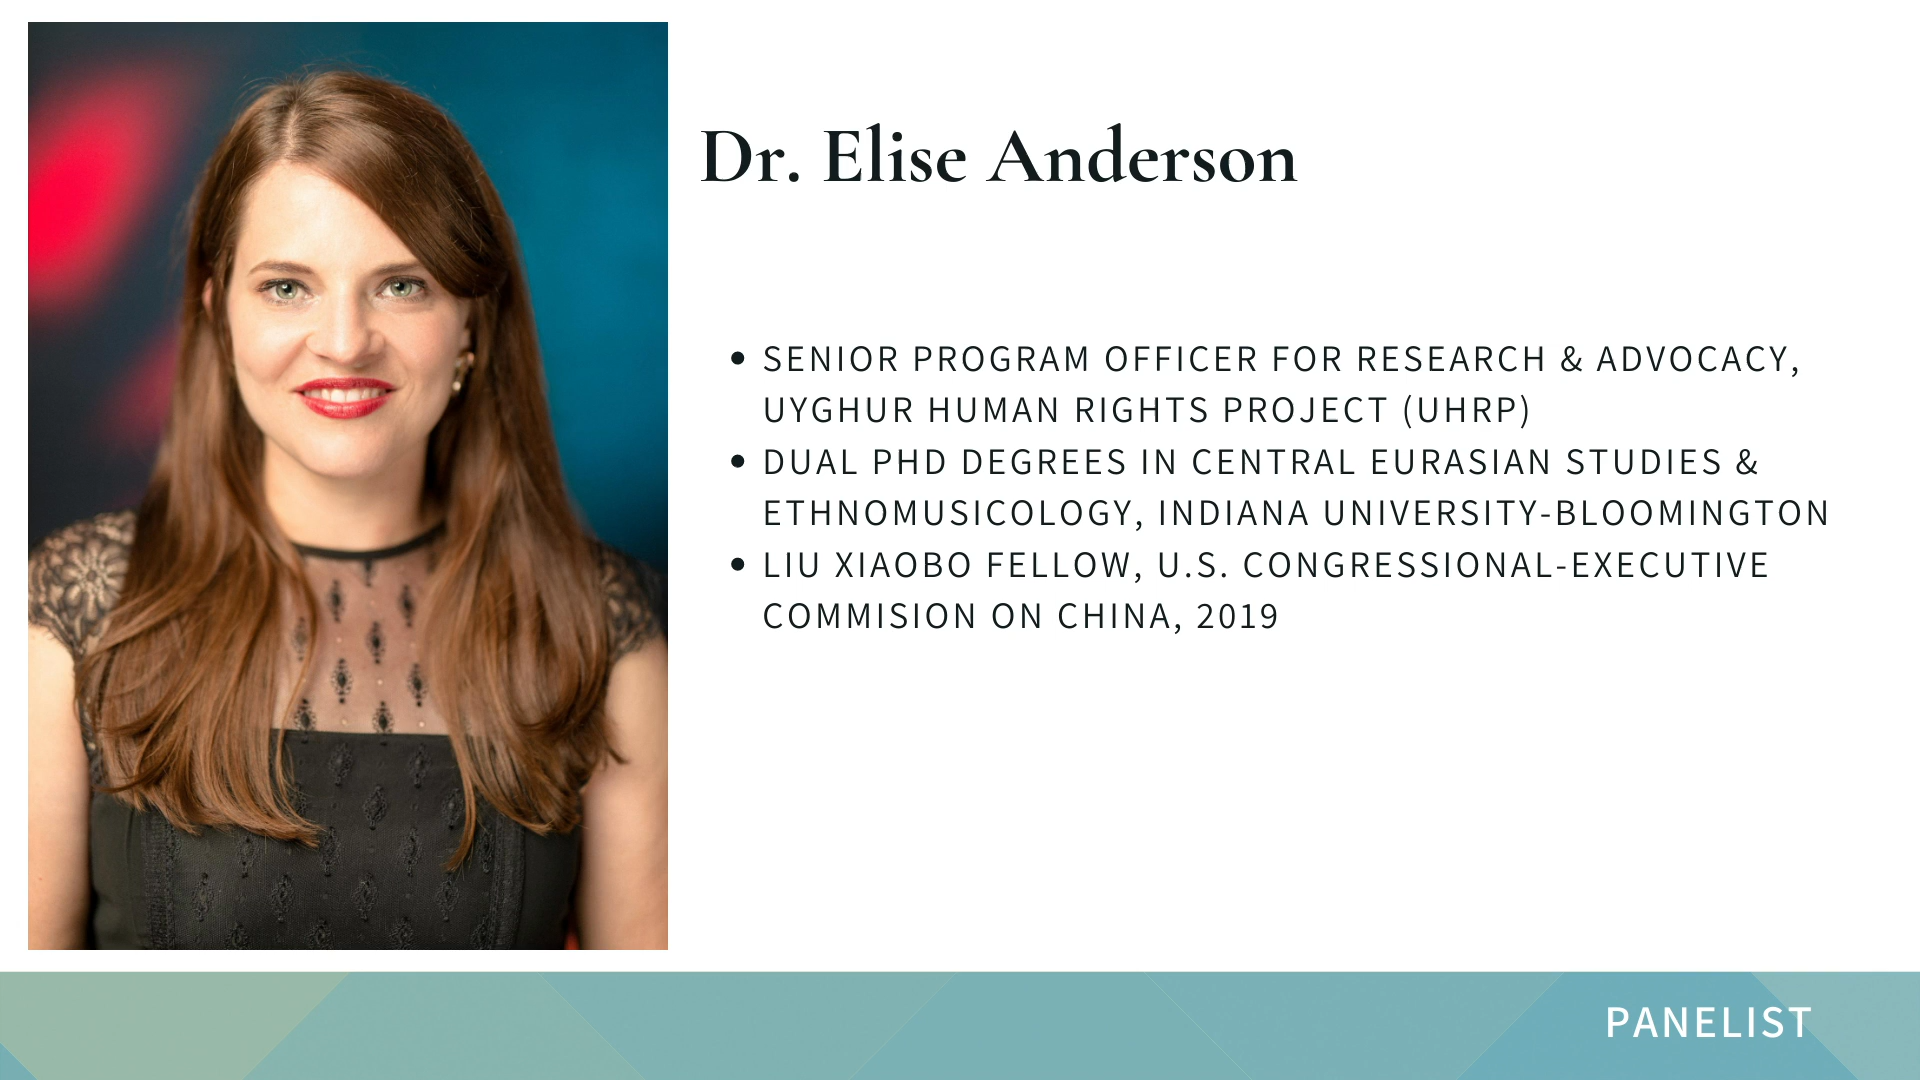 Dr. Elise Anderson
• SENIOR PROGRAM OFFICER FOR RESEARCH & ADVOCACY,
UYGHUR HUMAN RIGHTS PROJECT (UHRP)
• DUAL PHD DEGREES IN CENTRAL EURASIAN STUDIES &
ETHNOMUSICOLOGY, INDIANA UNIVERSITY-BLOOMINGTON
• LIU XIAOBO FELLOW, U.S. CONGRESSIONAL-EXECUTIVE
COMMISION ON CHINA, 2019
PANELIST